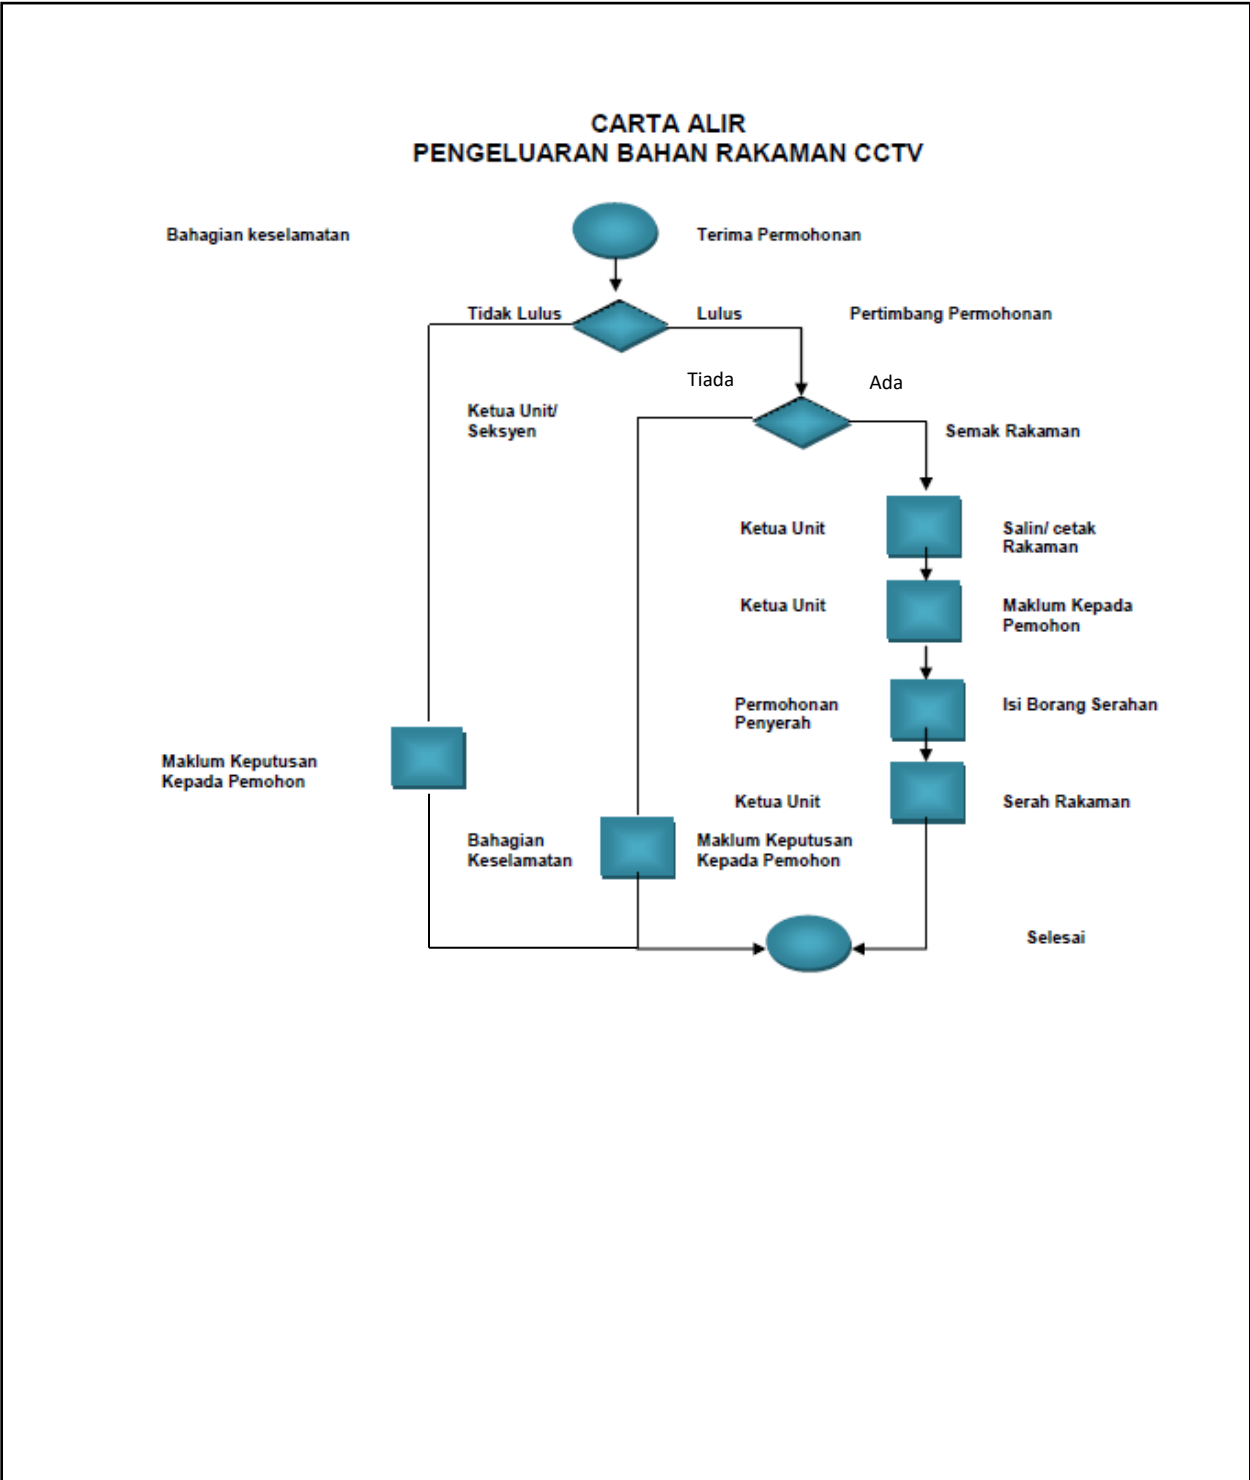 CARTA ALIR
PENGELUARAN BAHAN RAKAMAN CCTV
Bahagian keselamatan
Terima Permohonan
Tidak Lulus
Lulus
Pertimbang Permohonan
Tiada
Ada
Ketua Unit/
Seksyen
Semak Rakaman
Ketua Unit
Salin/ cetak
Rakaman
Ketua Unit
Maklum Kepada
Pemohon
Permohonan
Penyerah
Isi Borang Serahan
Maklum Keputusan
Kepada Pemohon
Ketua Unit
Serah Rakaman
Bahagian
Keselamatan
Maklum Keputusan
Kepada Pemohon
Selesai